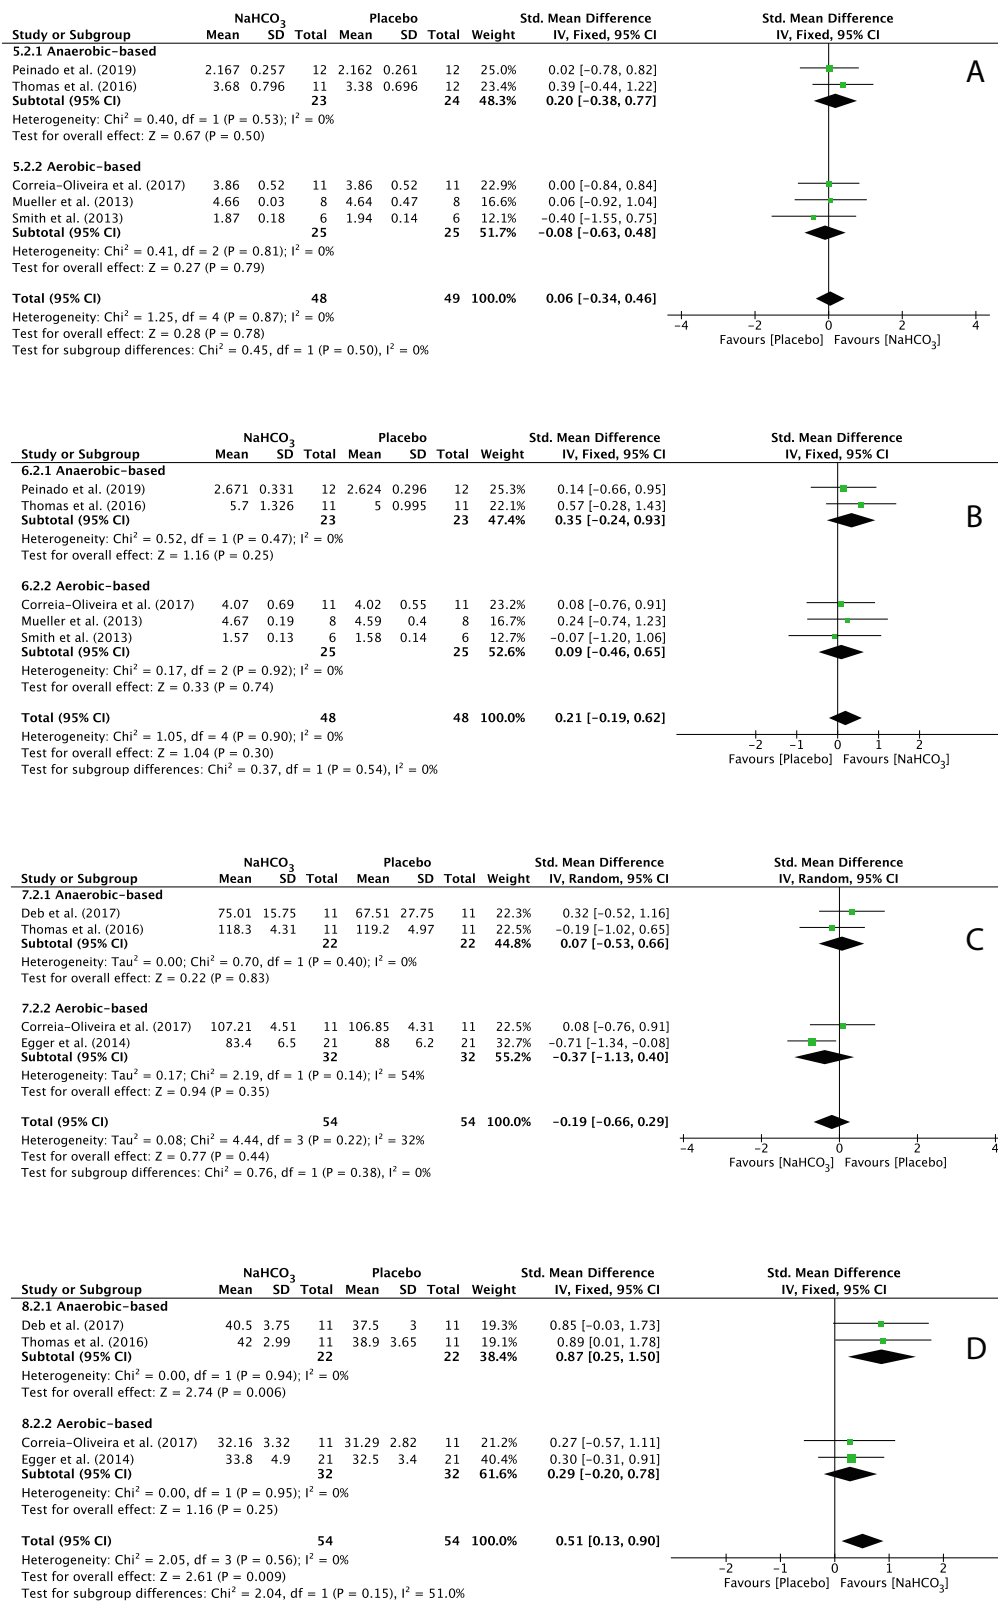 NaHCO3 Placebo Std. Mean Difference Std. Mean Difference
Study or Subgroup Mean SD Total Mean SD Total Weight IV, Fixed, 95% CI IV, Fixed, 95% CI
5.2.1 Anaerobic-based
Peinado et al. (2019) 2.167 0.257 12 2.162 0.261 12 25.0% 0.02 [-0.78, 0.82]
A
Thomas et al. (2016) 3.68 0.796 11 3.38 0.696 12 23.4% 0.39 [-0.44, 1.22]
Subtotal (95% CI) 23 24 48.3% 0.20 [-0.38, 0.77]
Heterogeneity: Chi² = 0.40, df = 1 (P = 0.53); I² = 0%
Test for overall effect: Z = 0.67 (P = 0.50)
5.2.2 Aerobic-based
Correia-Oliveira et al. (2017) 3.86 0.52 11 3.86 0.52 11 22.9% 0.00 [-0.84, 0.84]
Mueller et al. (2013) 4.66 0.03 8 4.64 0.47 8 16.6% 0.06 [-0.92, 1.04]
Smith et al. (2013) 1.87 0.18 6 1.94 0.14 6 12.1% -0.40 [-1.55, 0.75]
Subtotal (95% CI) 25 25 51.7% -0.08 [-0.63, 0.48]
Heterogeneity: Chi² = 0.41, df = 2 (P = 0.81); I² = 0%
Test for overall effect: Z = 0.27 (P = 0.79)
Total (95% CI) 48 49 100.0% 0.06 [-0.34, 0.46]
Heterogeneity: Chi² = 1.25, df = 4 (P = 0.87); I² = 0%
-4 -2 0 2 4
Test for overall effect: Z = 0.28 (P = 0.78)
Favours [Placebo] Favours [NaHCO3]
Test for subgroup differences: Chi² = 0.45, df = 1 (P = 0.50), I² = 0%
NaHCO3 Placebo Std. Mean Difference Std. Mean Difference
Study or Subgroup Mean SD Total Mean SD Total Weight IV, Fixed, 95% CI IV, Fixed, 95% CI
6.2.1 Anaerobic-based
Peinado et al. (2019) 2.671 0.331 12 2.624 0.296 12 25.3% 0.14 [-0.66, 0.95]
Thomas et al. (2016) 5.7 1.326 11 5 0.995 11 22.1% 0.57 [-0.28, 1.43]
B
Subtotal (95% CI) 23 23 47.4% 0.35 [-0.24, 0.93]
Heterogeneity: Chi² = 0.52, df = 1 (P = 0.47); I² = 0%
Test for overall effect: Z = 1.16 (P = 0.25)
6.2.2 Aerobic-based
Correia-Oliveira et al. (2017) 4.07 0.69 11 4.02 0.55 11 23.2% 0.08 [-0.76, 0.91]
Mueller et al. (2013) 4.67 0.19 8 4.59 0.4 8 16.7% 0.24 [-0.74, 1.23]
Smith et al. (2013) 1.57 0.13 6 1.58 0.14 6 12.7% -0.07 [-1.20, 1.06]
Subtotal (95% CI) 25 25 52.6% 0.09 [-0.46, 0.65]
Heterogeneity: Chi² = 0.17, df = 2 (P = 0.92); I² = 0%
Test for overall effect: Z = 0.33 (P = 0.74)
Total (95% CI) 48 48 100.0% 0.21 [-0.19, 0.62]
Heterogeneity: Chi² = 1.05, df = 4 (P = 0.90); I² = 0%
-2 -1 0 1 2
Test for overall effect: Z = 1.04 (P = 0.30)
Favours [Placebo] Favours [NaHCO3]
Test for subgroup differences: Chi² = 0.37, df = 1 (P = 0.54), I² = 0%
NaHCO3 Placebo Std. Mean Difference Std. Mean Difference
Study or Subgroup Mean SD Total Mean SD Total Weight IV, Random, 95% CI IV, Random, 95% CI
7.2.1 Anaerobic-based
Deb et al. (2017) 75.01 15.75 11 67.51 27.75 11 22.3% 0.32 [-0.52, 1.16]
Thomas et al. (2016) 118.3 4.31 11 119.2 4.97 11 22.5% -0.19 [-1.02, 0.65]
C
Subtotal (95% CI) 22 22 44.8% 0.07 [-0.53, 0.66]
Heterogeneity: Tau² = 0.00; Chi² = 0.70, df = 1 (P = 0.40); I² = 0%
Test for overall effect: Z = 0.22 (P = 0.83)
7.2.2 Aerobic-based
Correia-Oliveira et al. (2017) 107.21 4.51 11 106.85 4.31 11 22.5% 0.08 [-0.76, 0.91]
Egger et al. (2014) 83.4 6.5 21 88 6.2 21 32.7% -0.71 [-1.34, -0.08]
Subtotal (95% CI) 32 32 55.2% -0.37 [-1.13, 0.40]
Heterogeneity: Tau² = 0.17; Chi² = 2.19, df = 1 (P = 0.14); I² = 54%
Test for overall effect: Z = 0.94 (P = 0.35)
Total (95% CI) 54 54 100.0% -0.19 [-0.66, 0.29]
Heterogeneity: Tau² = 0.08; Chi² = 4.44, df = 3 (P = 0.22); I² = 32%
-4 -2 0 2 4
Test for overall effect: Z = 0.77 (P = 0.44)
Favours [NaHCO3] Favours [Placebo]
Test for subgroup differences: Chi² = 0.76, df = 1 (P = 0.38), I² = 0%
NaHCO3 Placebo Std. Mean Difference Std. Mean Difference
Study or Subgroup Mean SD Total Mean SD Total Weight IV, Fixed, 95% CI IV, Fixed, 95% CI
8.2.1 Anaerobic-based
Deb et al. (2017) 40.5 3.75 11 37.5 3 11 19.3% 0.85 [-0.03, 1.73]
Thomas et al. (2016) 42 2.99 11 38.9 3.65 11 19.1% 0.89 [0.01, 1.78]
D
Subtotal (95% CI) 22 22 38.4% 0.87 [0.25, 1.50]
Heterogeneity: Chi² = 0.00, df = 1 (P = 0.94); I² = 0%
Test for overall effect: Z = 2.74 (P = 0.006)
8.2.2 Aerobic-based
Correia-Oliveira et al. (2017) 32.16 3.32 11 31.29 2.82 11 21.2% 0.27 [-0.57, 1.11]
Egger et al. (2014) 33.8 4.9 21 32.5 3.4 21 40.4% 0.30 [-0.31, 0.91]
Subtotal (95% CI) 32 32 61.6% 0.29 [-0.20, 0.78]
Heterogeneity: Chi² = 0.00, df = 1 (P = 0.95); I² = 0%
Test for overall effect: Z = 1.16 (P = 0.25)
Total (95% CI) 54 54 100.0% 0.51 [0.13, 0.90]
Heterogeneity: Chi² = 2.05, df = 3 (P = 0.56); I² = 0%
-2 -1 0 1 2
Test for overall effect: Z = 2.61 (P = 0.009)
Favours [Placebo] Favours [NaHCO3]
Test for subgroup differences: Chi² = 2.04, df = 1 (P = 0.15), I² = 51.0%